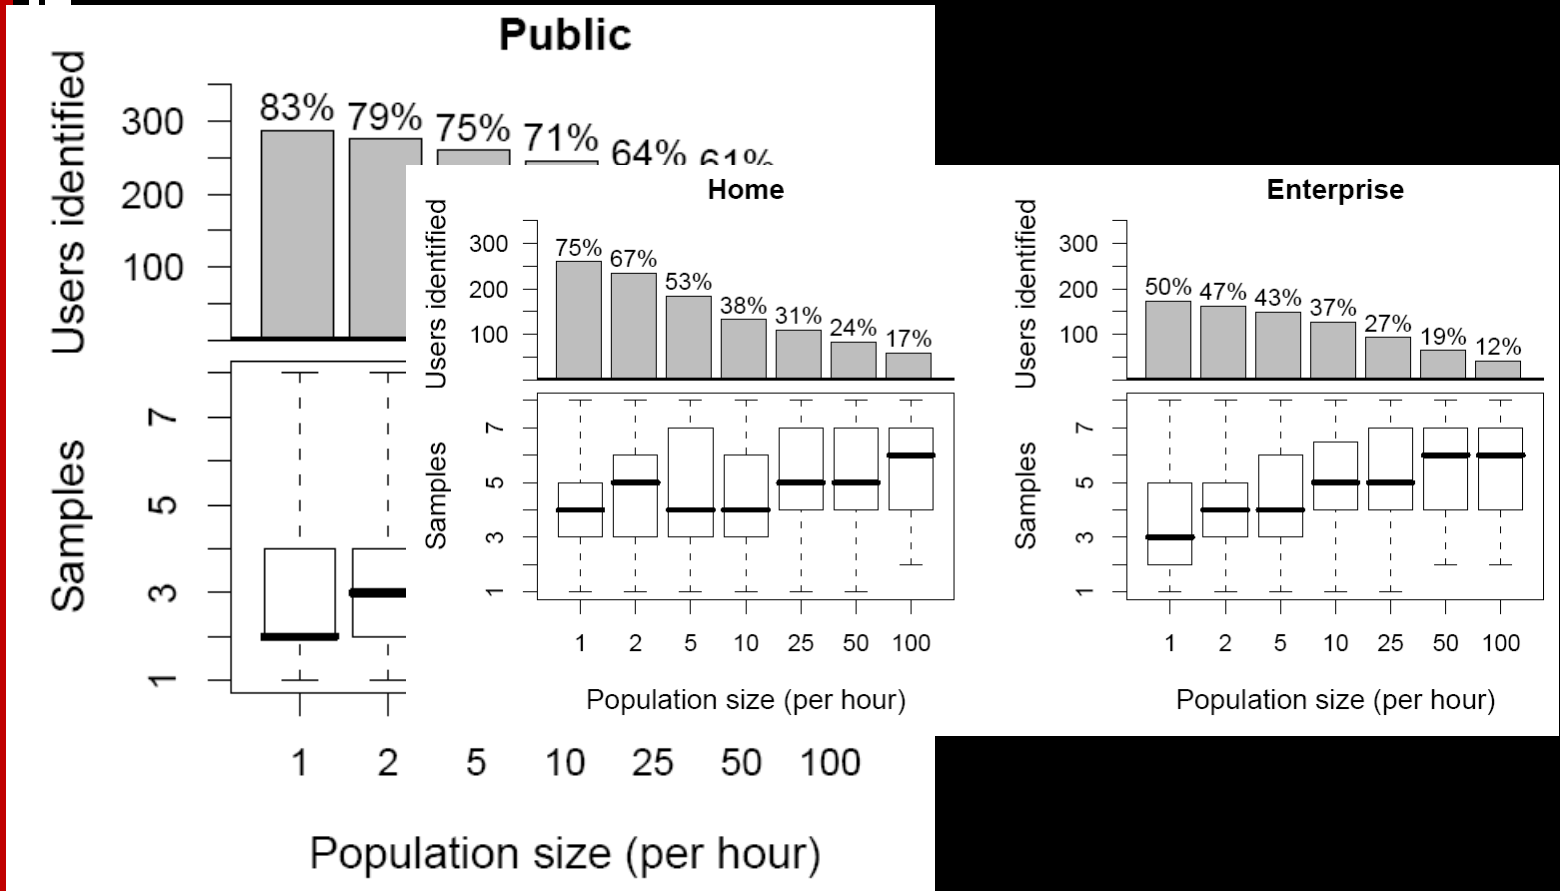 Public
Users identified
300
200
100
83% 79% 75% 71% 64% 61%
Samples
7
5
3
1
1 2 5 10 25 50 100
Population size (per hour)
Home
Users identified
300
200
100
75% 67% 53% 38% 31% 24% 17%
Samples
7
5
3
1
1 2 5 10 25 50 100
Population size (per hour)
Enterprise
Users identified
300
200
100
50% 47% 43% 37% 27% 19% 12%
Samples
7
5
3
1
1 2 5 10 25 50 100
Population size (per hour)